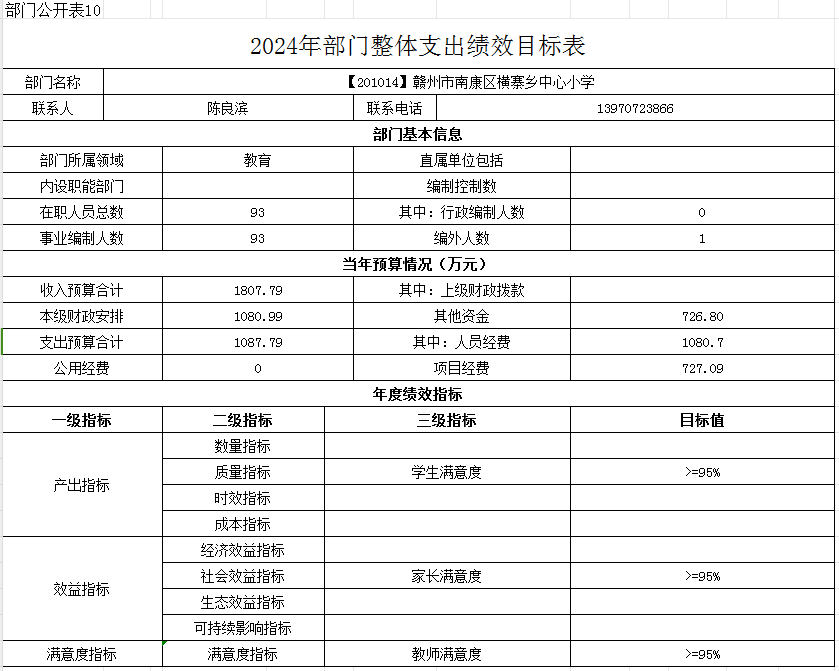 部门公开表10
2024年部门整体支出绩效目标表
部门名称 【201014】赣州市南康区横寨乡中心小学
联系人 陈良滨 联系电话 13970723866
部门基本信息
部门所属领域 教育 直属单位包括
内设职能部门 编制控制数
在职人员总数 93 其中：行政编制人数 0
事业编制人数 93 编外人数 1
当年预算情况（万元）
收入预算合计 1807.79 其中：上级财政拨款
本级财政安排 1080.99 其他资金 726.80
支出预算合计 1087.79 其中：人员经费 1080.7
公用经费 0 项目经费 727.09
年度绩效指标
一级指标 二级指标 三级指标 目标值
产出指标 数量指标
质量指标 学生满意度 >=95%
时效指标
成本指标
效益指标 经济效益指标
社会效益指标 家长满意度 >=95%
生态效益指标
可持续影响指标
满意度指标 满意度指标 教师满意度 >=95%